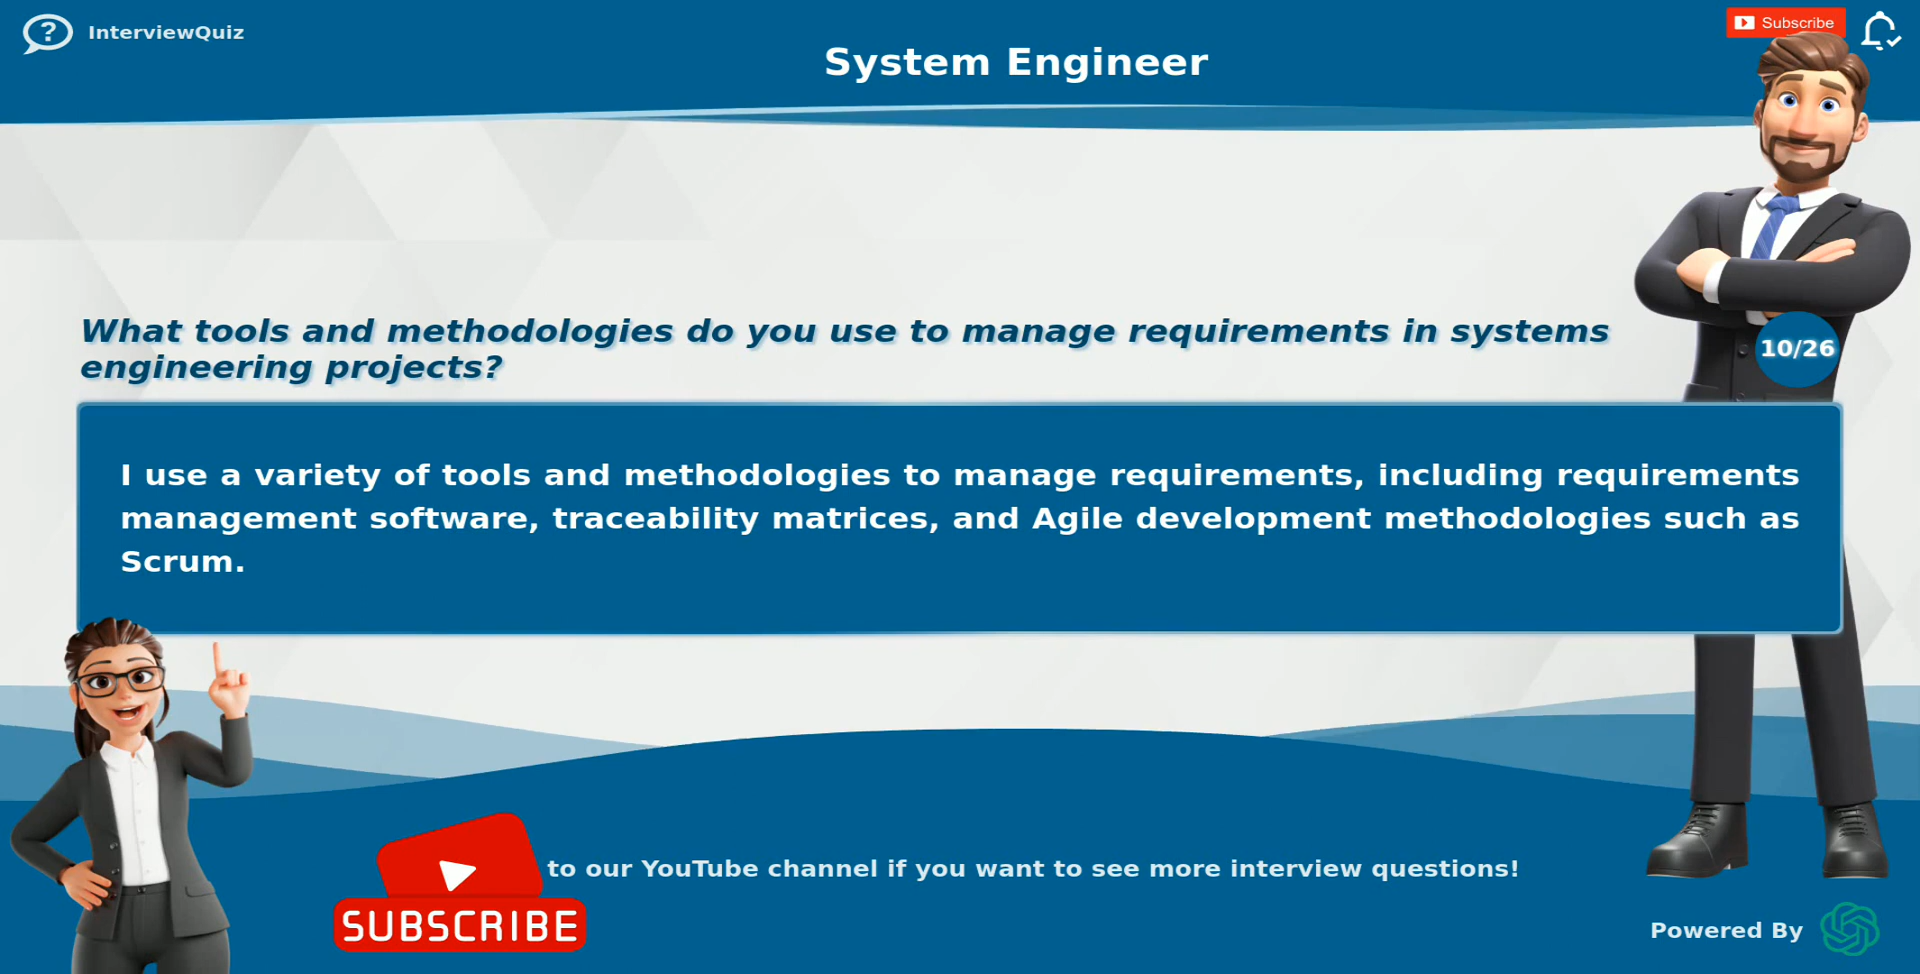 InterviewQuiz
Subscribe
System Engineer
What tools and methodologies do you use to manage requirements in systems
engineering projects?
10/26
I use a variety of tools and methodologies to manage requirements, including requirements
management software, traceability matrices, and Agile development methodologies such as
Scrum.
to our YouTube channel if you want to see more interview questions!
SUBSCRIBE
Powered By